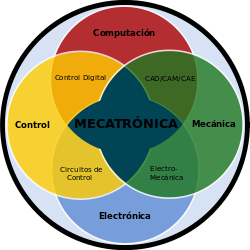 Computación
Control Digital
CAD/CAM/CAE
Control
MECATRÓNICA
Mecánica
Circuitos de
Control
Electro-
Mecánica
Electrónica